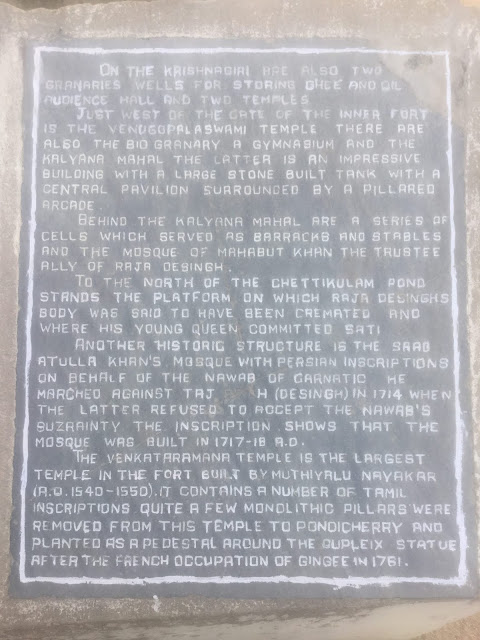 ON THE KRISHNAGIRI ARE ALSO TWO
GRANARIES WELLS FOR STORING GHEE AND OIL
AUDIENCE HALL AND TWO TEMPLES
JUST WEST OF THE GATE OF THE INNER FORT
IS THE VENUGOPALASWAMI TEMPLE THERE ARE
ALSO THE BIG GRANARY A GYMNASIUM AND THE
KALYANA MAHAL THE LATTER IS AN IMPRESSIVE
BUILDING WITH A LARGE STONE BUILT TANK WITH A
CENTRAL PAVILION SUAROUNDED BY A PILLARED
ARCADE.
BEHIND THE KALYANA MAHAL ARE A SERIES OF
CELLS WHICH SERVED AS BARRACKS AND STABLES
AND THE MOSQUE OF MAHABUT KHAN THE TRUSTEE
ALLY OF RAJA DESINGH.
TO THE NORTH OF THE CHETTIKULAM POND
STANDS THE PLATFORM ON WHICH RAJA DESINGHS
BODY WAS SAID TO HAVE BEEN CREMATED AND
WHERE HIS YOUNG QUEEN COMMITTED SATI
ANOTHER HISTORIC STRUCTURE IS THE SAAD
ATULLA KHAN'S MOSQUE WITH PERSIAN INSCRIPTIONS
ON BEHALF OF THE NAWAB OF CARNATIC HE
MARCHED AGAINST H (DESINGH) IN 1714 WHEN
THE LATTER REFUSED TO ACCEPT THE NAWAB'S
SUZRAINTY THE INSCRIPTION SHOWS THAT THE
MOSQUE WAS BUILT IN 1717-18 A.D.
THE VENKATARAMANA TEMPLE IS THE LARGEST
TEMPLE IN THE FORT BUILT BY MUTHIYALU NAYAKAR
(A.D.1540-1550). IT CONTAINS A NUMBER OF TAMIL
INSCRIPTIONS QUITE A FEW MONOLITHIC PILLARS WERE
REMOVED FROM THIS TEMPLE TO PONDICHERRY AND
PLANTED AS A PEDESTAL AROUND THE DUPLEIX STATUE
AFTER THE FRENCH OCCUPATION OF GINGEE IN 1761.